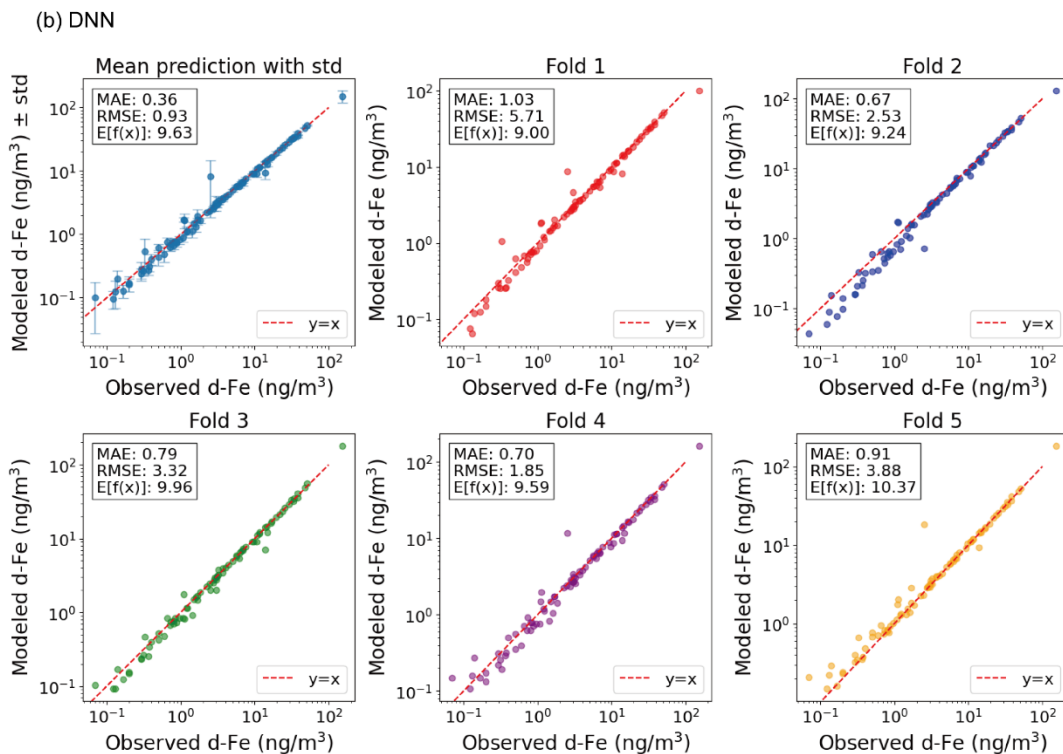 (b) DNN
Mean prediction with std
MAE: 0.36
RMSE: 0.93
E[f(x)]: 9.63
Modeled d-Fe (ng/m³) ± std
10²
10¹
10⁰
10⁻¹
y=x
10⁻¹ 10⁰ 10¹ 10²
Observed d-Fe (ng/m³)
Fold 1
MAE: 1.03
RMSE: 5.71
E[f(x)]: 9.00
Modeled d-Fe (ng/m³)
10²
10¹
10⁰
10⁻¹
y=x
10⁻¹ 10⁰ 10¹ 10²
Observed d-Fe (ng/m³)
Fold 2
MAE: 0.67
RMSE: 2.53
E[f(x)]: 9.24
Modeled d-Fe (ng/m³)
10²
10¹
10⁰
10⁻¹
y=x
10⁻¹ 10⁰ 10¹ 10²
Observed d-Fe (ng/m³)
Fold 3
MAE: 0.79
RMSE: 3.32
E[f(x)]: 9.96
Modeled d-Fe (ng/m³)
10²
10¹
10⁰
10⁻¹
y=x
10⁻¹ 10⁰ 10¹ 10²
Observed d-Fe (ng/m³)
Fold 4
MAE: 0.70
RMSE: 1.85
E[f(x)]: 9.59
Modeled d-Fe (ng/m³)
10²
10¹
10⁰
10⁻¹
y=x
10⁻¹ 10⁰ 10¹ 10²
Observed d-Fe (ng/m³)
Fold 5
MAE: 0.91
RMSE: 3.88
E[f(x)]: 10.37
Modeled d-Fe (ng/m³)
10²
10¹
10⁰
y=x
10⁻¹ 10⁰ 10¹ 10²
Observed d-Fe (ng/m³)